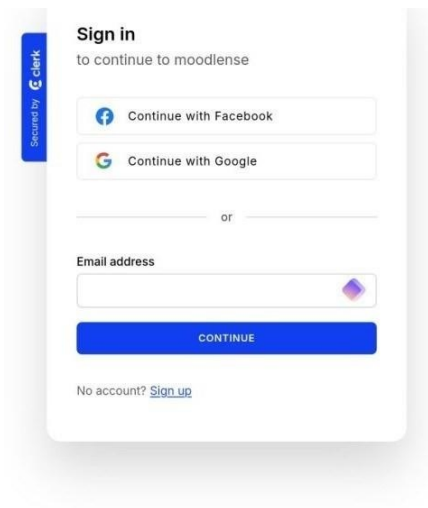 Sign in
to continue to moodlense
Secured by clerk
Continue with Facebook
Continue with Google
or
Email address
CONTINUE
No account? Sign up